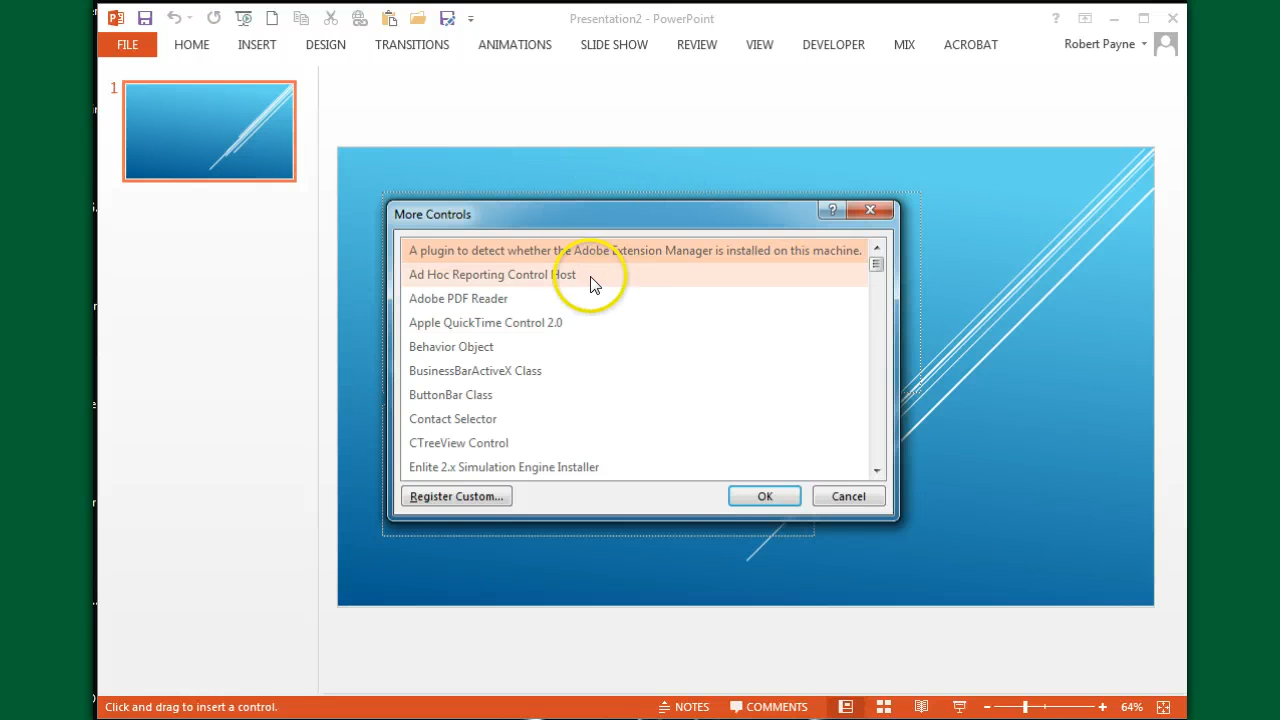 Presentation2 - PowerPoint
?
FILE HOME INSERT DESIGN TRANSITIONS ANIMATIONS SLIDE SHOW REVIEW VIEW DEVELOPER MIX ACROBAT Robert Payne
1
More Controls
A plugin to detect whether the Adobe Extension Manager is installed on this machine.
Ad Hoc Reporting Control Host
Adobe PDF Reader
Apple QuickTime Control 2.0
Behavior Object
BusinessBarActiveX Class
ButtonBar Class
Contact Selector
CTreeView Control
Enlite 2.x Simulation Engine Installer
Register Custom... OK Cancel
Click and drag to insert a control. NOTES COMMENTS 64%